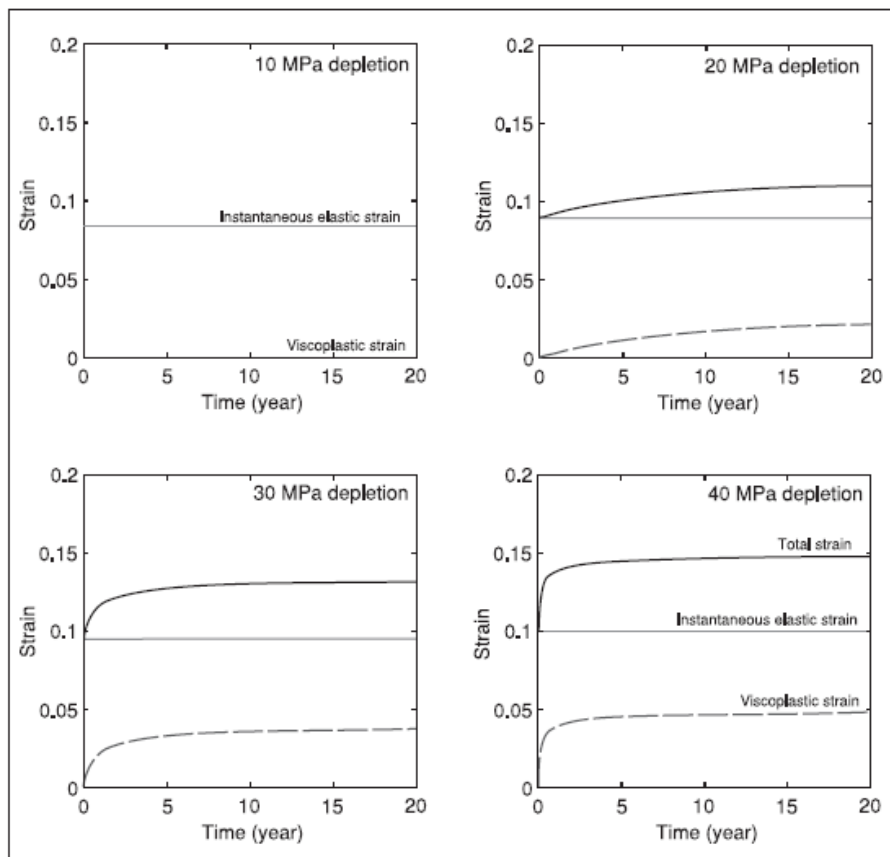 0.2
10 MPa depletion
0.15
Strain
0.1
Instantaneous elastic strain
0.05
Viscoplastic strain
0
0 5 10 15 20
Time (year)
0.2
20 MPa depletion
0.15
Strain
0.1
0.05
0
0 5 10 15 20
Time (year)
0.2
30 MPa depletion
0.15
Strain
0.1
0.05
0
0 5 10 15 20
Time (year)
0.2
40 MPa depletion
Total strain
0.15
Strain
Instantaneous elastic strain
0.1
Viscoplastic strain
0.05
0
0 5 10 15 20
Time (year)